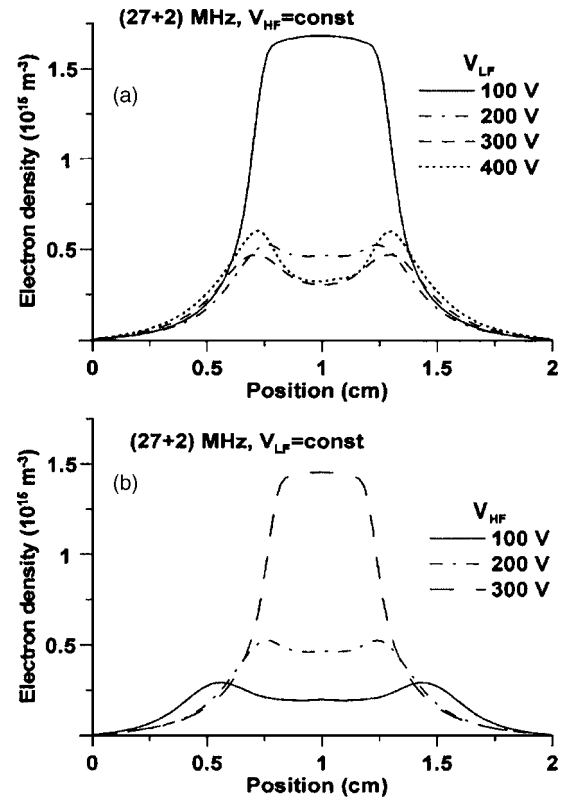 (27+2) MHz, V_HF=const
(a)
V_LF
100 V
200 V
300 V
400 V
Electron density (10^15 m^-3)
1.5
1
0.5
0
0.5
1
1.5
2
Position (cm)
(27+2) MHz, V_LF=const
(b)
V_HF
100 V
200 V
300 V
Electron density (10^15 m^-3)
1.5
1
0.5
0
0.5
1
1.5
2
Position (cm)